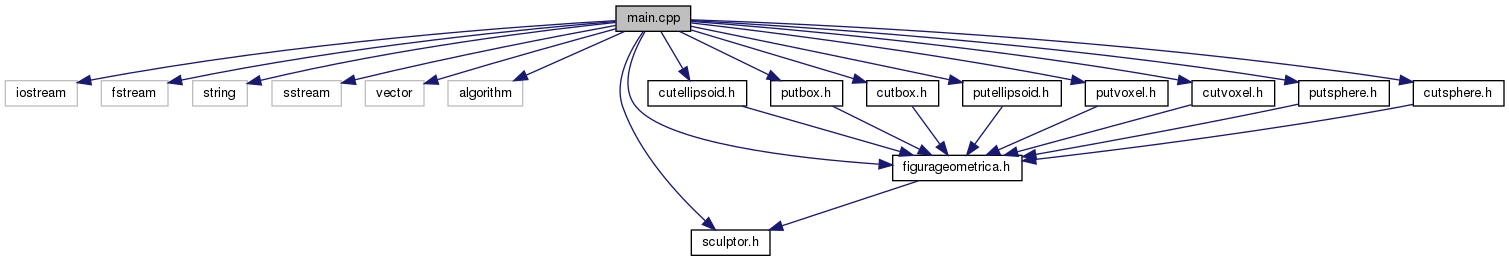 main.cpp
iostream
fstream
string
sstream
vector
algorithm
cutellipsoid.h
putbox.h
cutbox.h
putellipsoid.h
putvoxel.h
cutvoxel.h
putsphere.h
cutsphere.h
figurageometrica.h
sculptor.h